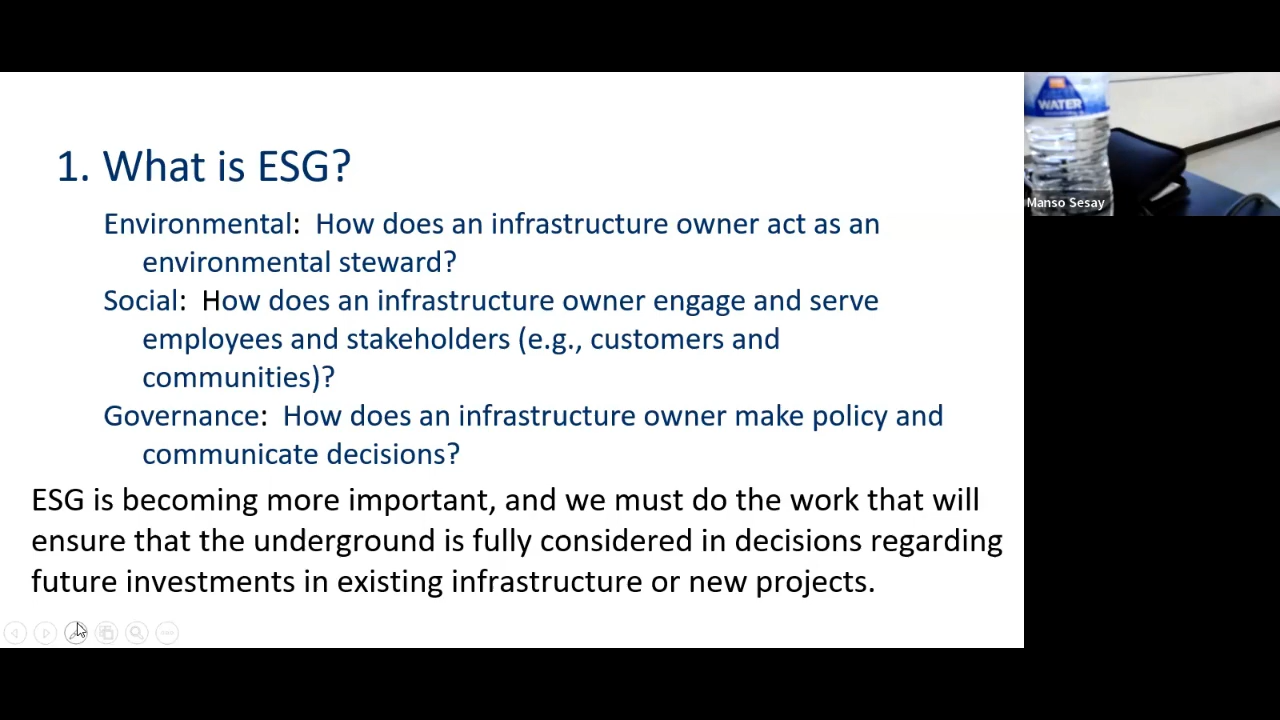 1. What is ESG?
Environmental: How does an infrastructure owner act as an
environmental steward?
Social: How does an infrastructure owner engage and serve
employees and stakeholders (e.g., customers and
communities)?
Governance: How does an infrastructure owner make policy and
communicate decisions?
ESG is becoming more important, and we must do the work that will
ensure that the underground is fully considered in decisions regarding
future investments in existing infrastructure or new projects.
WATER
Manso Sesay